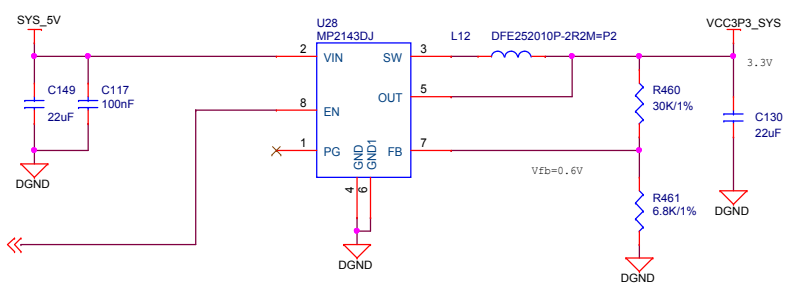 SYS_5V
U28
MP2143DJ
L12
DFE252010P-2R2M=P2
VCC3P3_SYS
2
VIN
SW
3
3.3V
C149
22uF
C117
100nF
R460
30K/1%
8
EN
OUT
5
C130
22uF
1
PG
GND
GND1
FB
7
Vfb=0.6V
4
6
DGND
R461
6.8K/1%
DGND
DGND
DGND